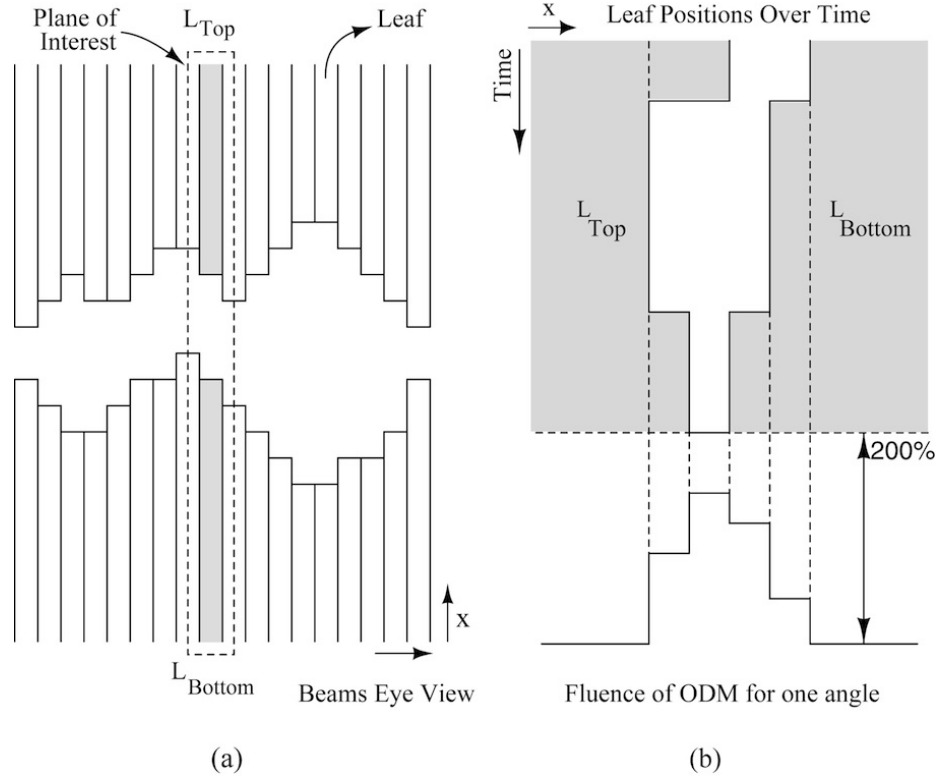 Plane of
Interest
L Top
Leaf
x
L Bottom
Beams Eye View
(a)
x
Leaf Positions Over Time
Time
L Top
L Bottom
200%
Fluence of ODM for one angle
(b)